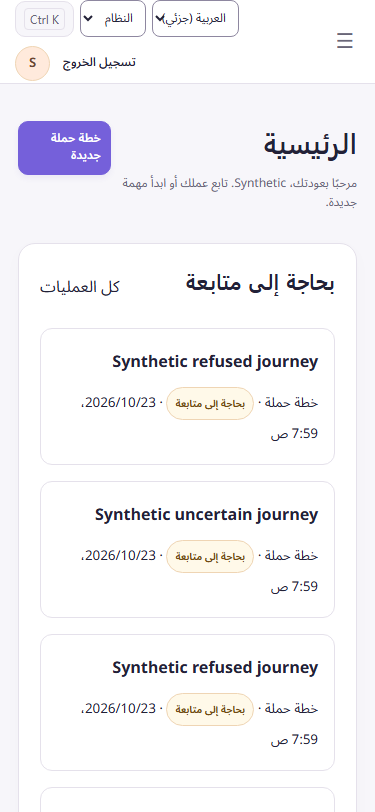 العربية (جزئي)
النظام
Ctrl K
تسجيل الخروج
S
الرئيسية
مرحبًا بعودتك، Synthetic. تابع عملك أو ابدأ مهمة
جديدة.
خطة حملة
جديدة
بحاجة إلى متابعة
كل العمليات
Synthetic refused journey
خطة حملة · بحاجة إلى متابعة · 2026/10/23،
7:59 ص
Synthetic uncertain journey
خطة حملة · بحاجة إلى متابعة · 2026/10/23،
7:59 ص
Synthetic refused journey
خطة حملة · بحاجة إلى متابعة · 2026/10/23،
7:59 ص